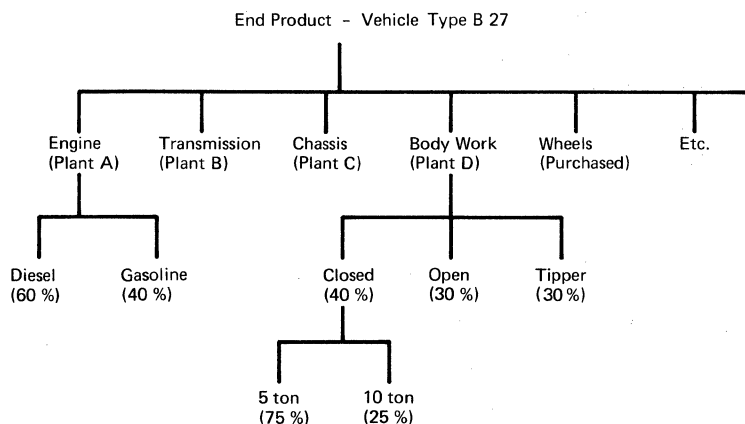 End Product – Vehicle Type B 27
Engine
(Plant A)
Transmission
(Plant B)
Chassis
(Plant C)
Body Work
(Plant D)
Wheels
(Purchased)
Etc.
Diesel
(60 %)
Gasoline
(40 %)
Closed
(40 %)
Open
(30 %)
Tipper
(30 %)
5 ton
(75 %)
10 ton
(25 %)